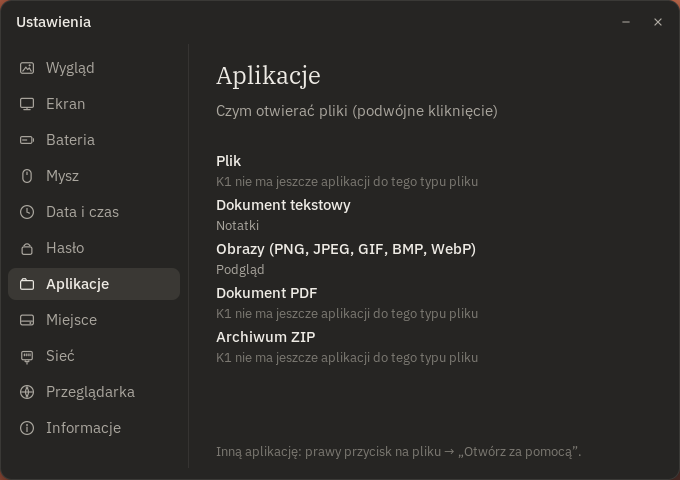 Ustawienia
Wygląd
Ekran
Bateria
Mysz
Data i czas
Hasło
Aplikacje
Miejsce
Sieć
Przeglądarka
Informacje
Aplikacje
Czym otwierać pliki (podwójne kliknięcie)
Plik
K1 nie ma jeszcze aplikacji do tego typu pliku
Dokument tekstowy
Notatki
Obrazy (PNG, JPEG, GIF, BMP, WebP)
Podgląd
Dokument PDF
K1 nie ma jeszcze aplikacji do tego typu pliku
Archiwum ZIP
K1 nie ma jeszcze aplikacji do tego typu pliku
Inną aplikację: prawy przycisk na pliku → „Otwórz za pomocą”.